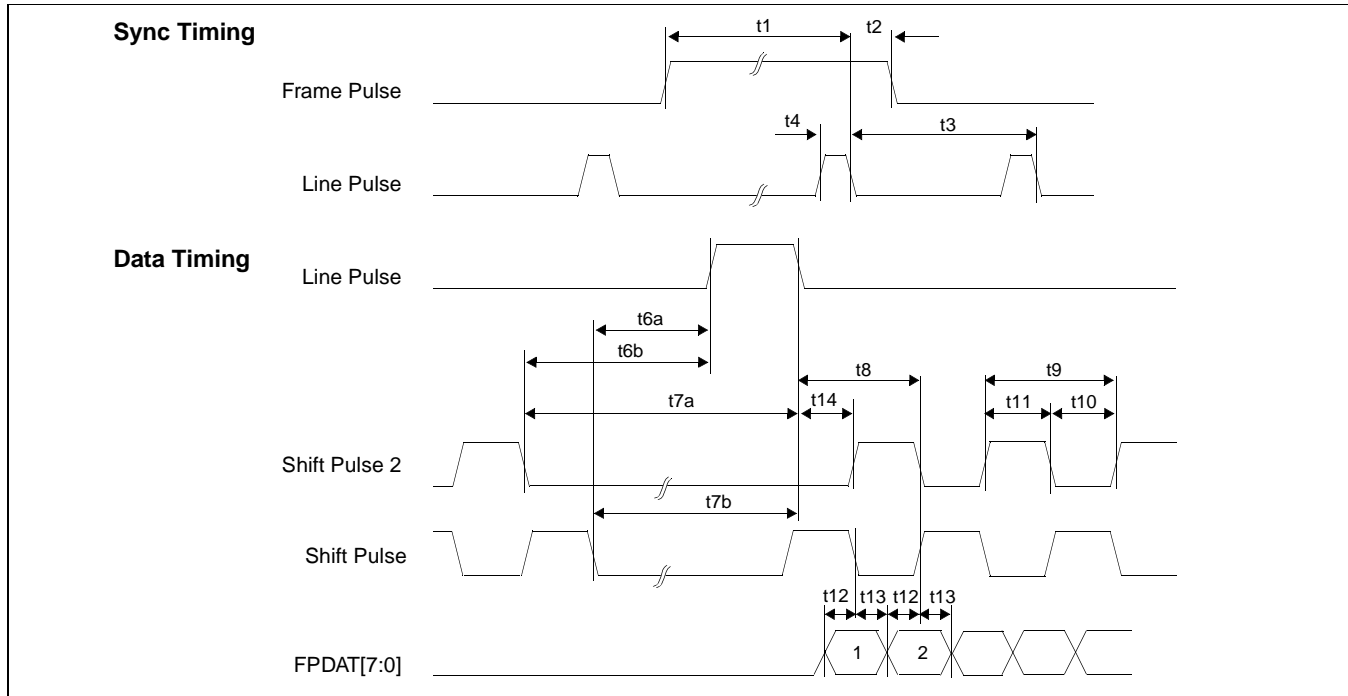 Sync Timing
t1
t2
Frame Pulse
t4
t3
Line Pulse
Data Timing
Line Pulse
t6a
t6b
t8
t9
t7a
t14
t11
t10
Shift Pulse 2
t7b
Shift Pulse
t12 t13 t12 t13
FPDAT[7:0]
1
2